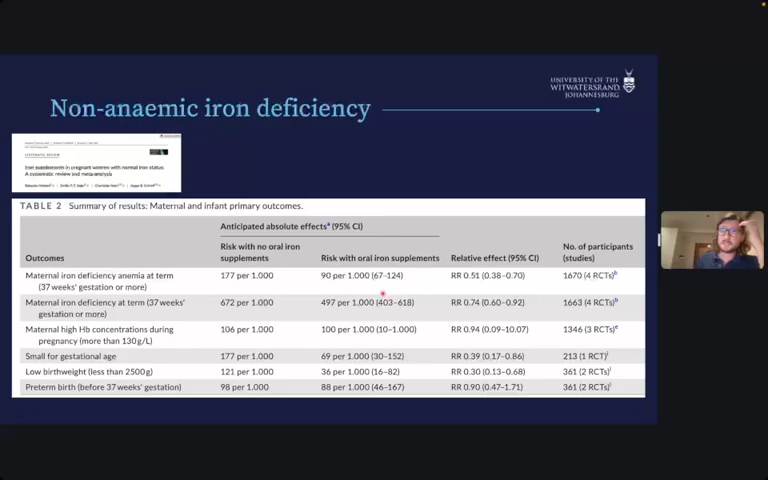 UNIVERSITY OF THE
WITWATERSRAND,
JOHANNESBURG
Non-anaemic iron deficiency
SYSTEMATIC REVIEW
Iron supplements in pregnant women with normal iron status:
A systematic review and meta-analysis
TABLE 2 Summary of results: Maternal and infant primary outcomes.
Anticipated absolute effectsᵃ (95% CI)
Outcomes Risk with no oral iron supplements Risk with oral iron supplements Relative effect (95% CI) No. of participants (studies)
Maternal iron deficiency anemia at term (37 weeks' gestation or more) 177 per 1.000 90 per 1.000 (67–124) RR 0.51 (0.38–0.70) 1670 (4 RCTs)ᵇ
Maternal iron deficiency at term (37 weeks' gestation or more) 672 per 1.000 497 per 1.000 (403–618) RR 0.74 (0.60–0.92) 1663 (4 RCTs)ᵇ
Maternal high Hb concentrations during pregnancy (more than 130 g/L) 106 per 1.000 100 per 1.000 (10–1.000) RR 0.94 (0.09–10.07) 1346 (3 RCTs)ᵉ
Small for gestational age 177 per 1.000 69 per 1.000 (30–152) RR 0.39 (0.17–0.86) 213 (1 RCT)ⁱ
Low birthweight (less than 2500 g) 121 per 1.000 36 per 1.000 (16–82) RR 0.30 (0.13–0.68) 361 (2 RCTs)ⁱ
Preterm birth (before 37 weeks' gestation) 98 per 1.000 88 per 1.000 (46–167) RR 0.90 (0.47–1.71) 361 (2 RCTs)ⁱ